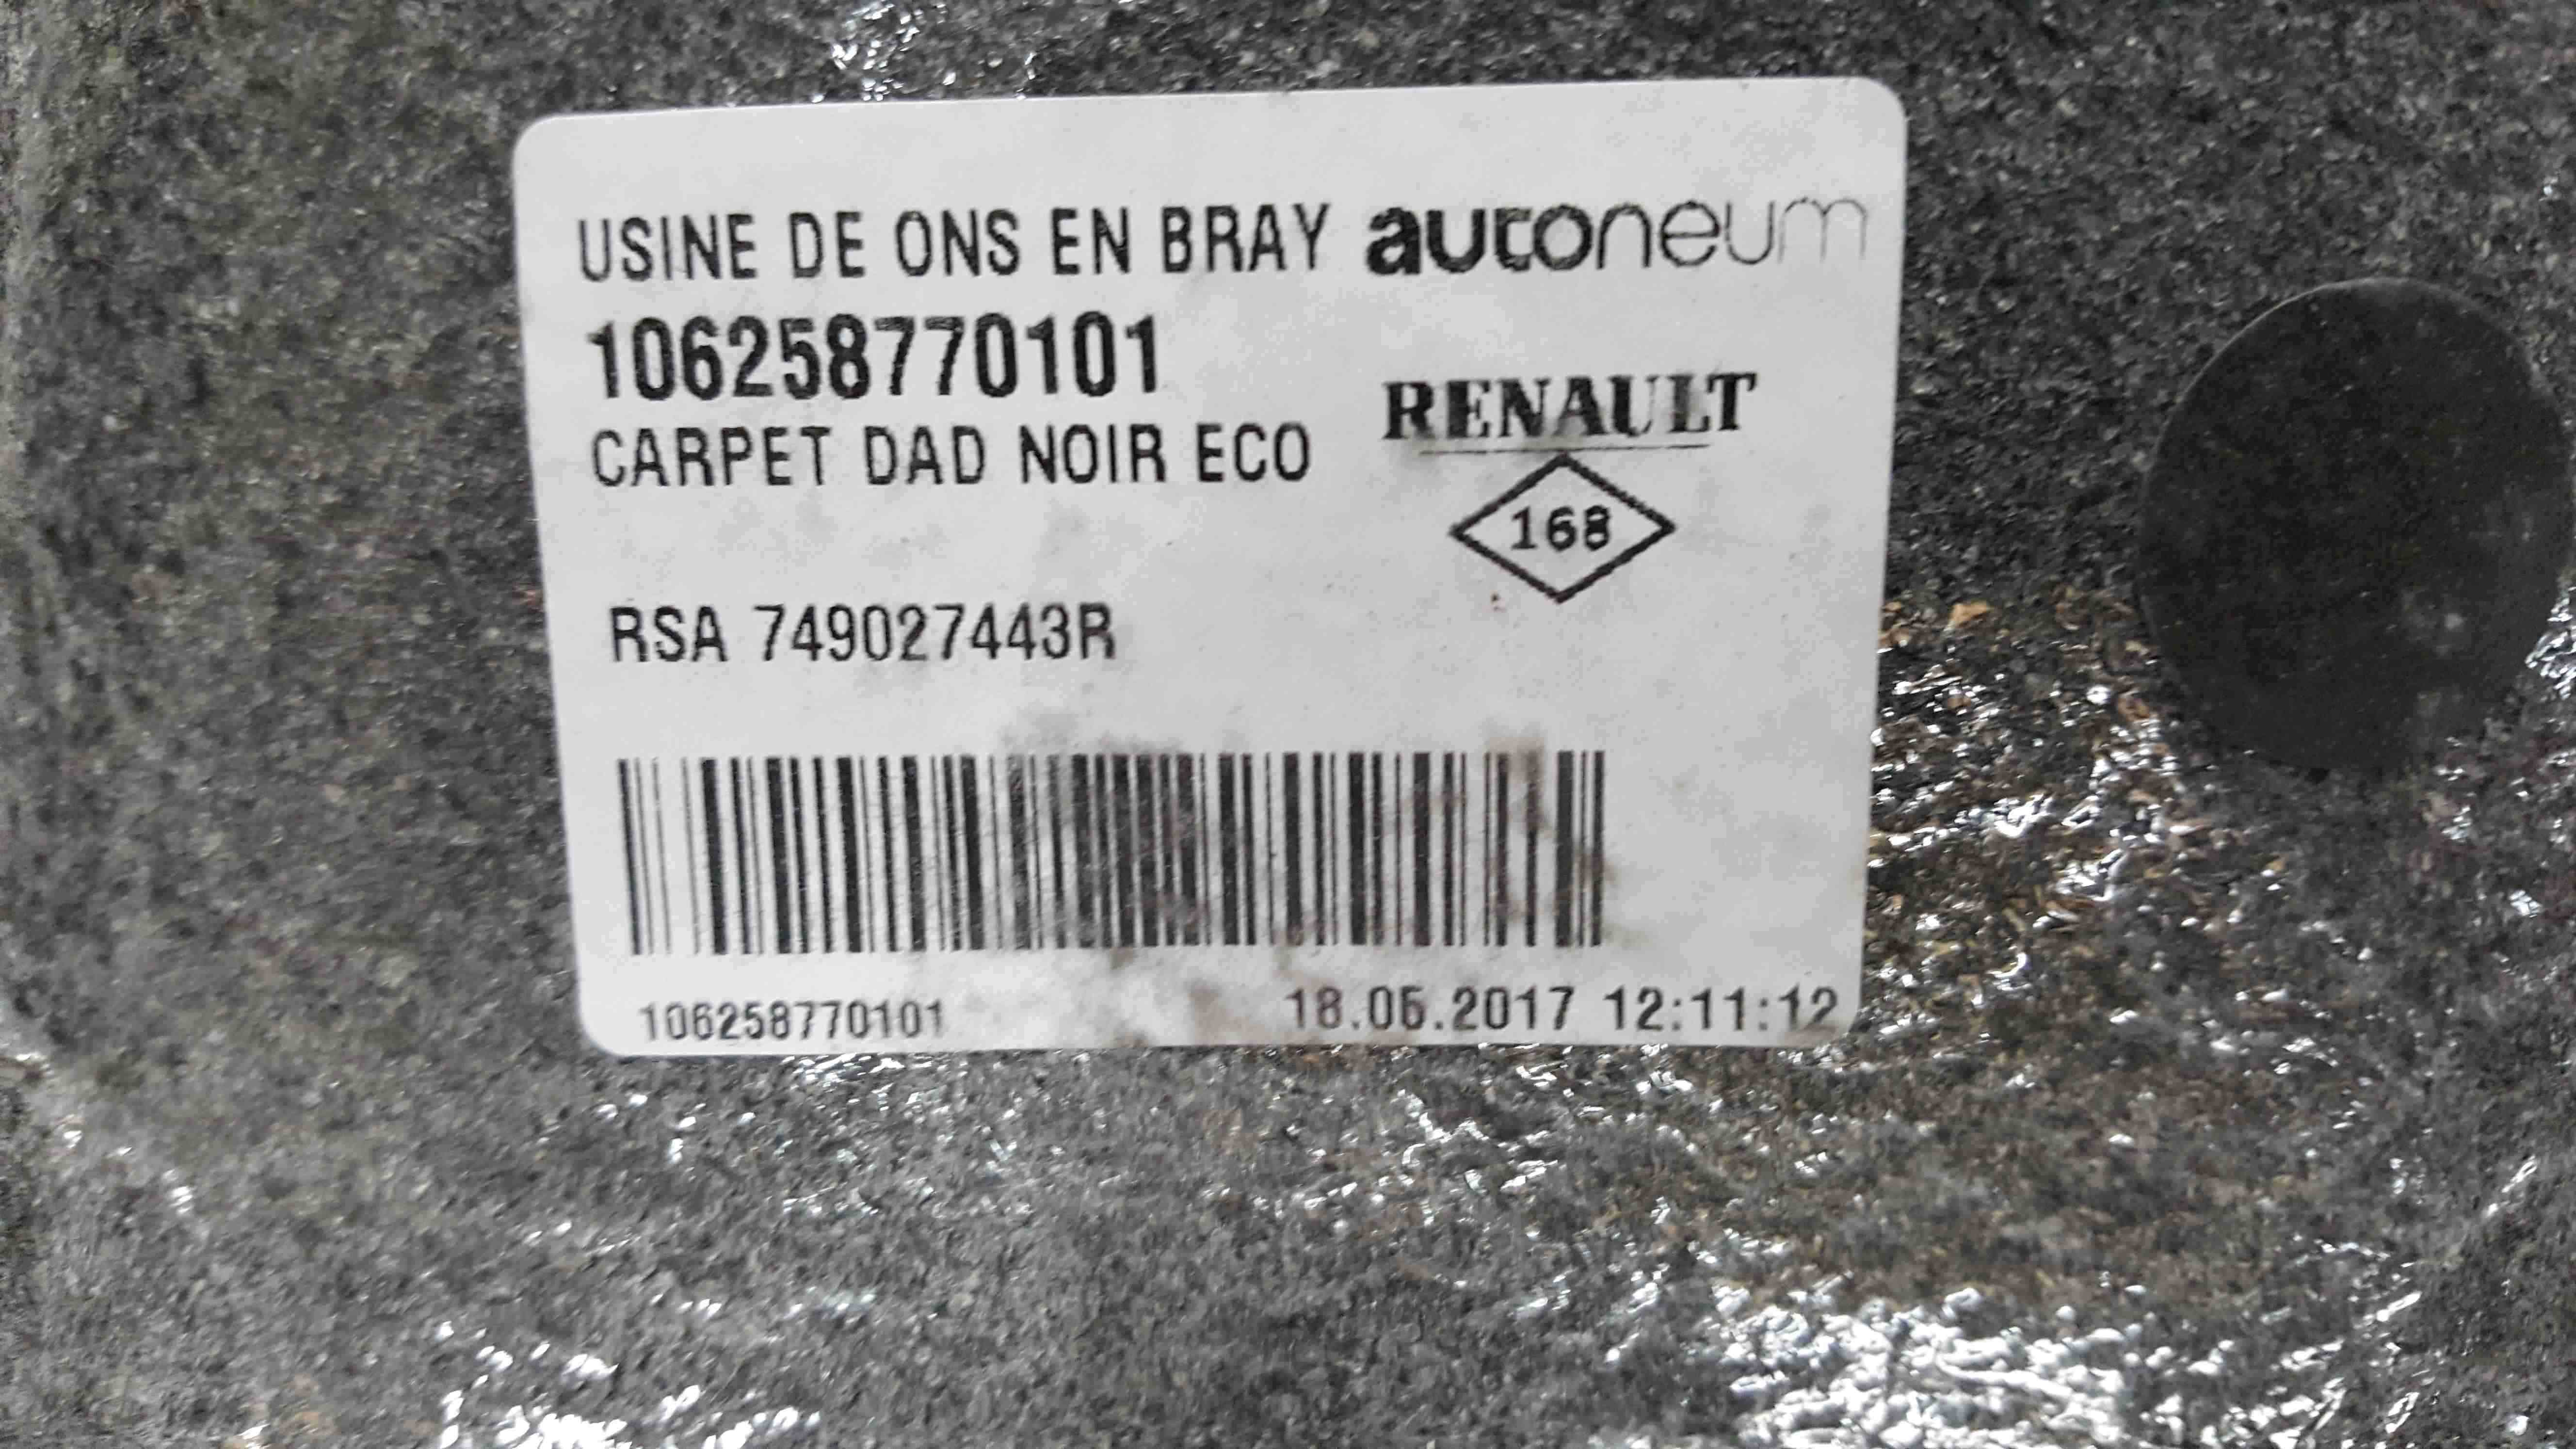 USINE DE ONS EN BRAY autoneum
106258770101
CARPET DAD NOIR ECO
RENAULT
168
RSA 749027443R
106258770101 18.05.2017 12:11:12